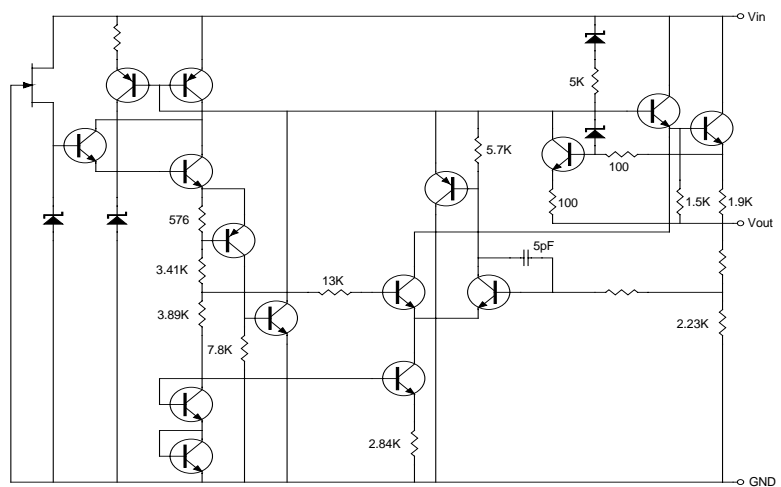 Vin
5K
5.7K
100
100
1.5K
1.9K
576
Vout
5pF
3.41K
13K
3.89K
7.8K
2.23K
2.84K
GND